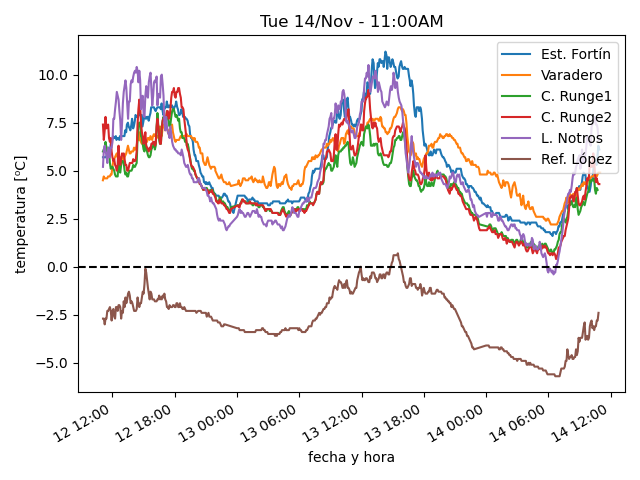 Tue 14/Nov - 11:00AM
temperatura [ºC]
10.0
7.5
5.0
2.5
0.0
−2.5
−5.0
Est. Fortín
Varadero
C. Runge1
C. Runge2
L. Notros
Ref. López
12 12:00
12 18:00
13 00:00
13 06:00
13 12:00
13 18:00
14 00:00
14 06:00
14 12:00
fecha y hora